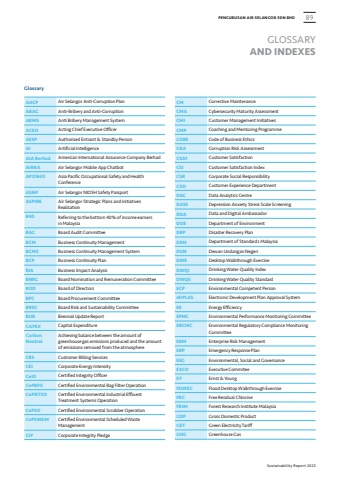 PENGURUSAN AIR SELANGOR SDN BHD 89
GLOSSARY
AND INDEXES
Glossary
AACP Air Selangor Anti-Corruption Plan
ABAC Anti-Bribery and Anti-Corruption
ABMS Anti Bribery Management System
ACEO Acting Chief Executive Officer
AESP Authorised Entrant & Standby Person
AI Artificial Intelligence
AIA Berhad American International Assurance Company Berhad
Air Selangor Mobile App Chatbot
APOSHO Asia Pacific Occupational Safety and Health
Conference
ASNP Air Selangor NIOSH Safety Passport
ASPIRE Air Selangor Strategic Plans and Initiatives
Realisation
B40 Referring to the bottom 40% of income earners
in Malaysia
BAC Board Audit Committee
BCM Business Continuity Management
BCMS Business Continuity Management System
BCP Business Continuity Plan
BIA Business Impact Analysis
BNRC Board Nomination and Remuneration Committee
BOD Board of Directors
BPC Board Procurement Committee
BRSC Board Risk and Sustainability Committee
BUR Biennial Update Report
CAPEX Capital Expenditure
Carbon
Neutral
Achieving balance between the amount of
greenhouse gas emissions produced and the amount
of emissions removed from the atmosphere
CBS Customer Billing Services
CEI Corporate Energy Intensity
CeIO Certified Integrity Officer
CePBFO Certified Environmental Bag Filter Operation
CePIETSO Certified Environmental Industrial Effluent
Treatment Systems Operation
CePSO Certified Environmental Scrubber Operation
CePSWaM Certified Environmental Scheduled Waste
Management
CIP Corporate Integrity Pledge
CM Corrective Maintenance
CMA Cybersecurity Maturity Assessment
CMI Customer Management Initiatives
CMP Coaching and Mentoring Programme
COBE Code of Business Ethics
CRA Corruption Risk Assessment
CSAT Customer Satisfaction
CSI Customer Satisfaction Index
CSR Corporate Social Responsibility
CXD Customer Experience Department
DAC Data Analytic Centre
DASS Depression Anxiety Stress Scale Screening
DDA Data and Digital Ambassador
DOE Department of Environment
DRP Disaster Recovery Plan
DSM Department of Standards Malaysia
DUN Dewan Undangan Negeri
DWE Desktop Walkthrough Exercise
DWQI Drinking Water Quality Index
DWQS Drinking Water Quality Standard
ECP Environmental Competent Person
eDPLAS Electronic Development Plan Approval System
EE Energy Efficiency
EPMC Environmental Performance Monitoring Committee
ERCMC Environmental Regulatory Compliance Monitoring
Committee
ERM Enterprise Risk Management
ERP Emergency Response Plan
ESG Environmental, Social and Governance
EXCO Executive Committee
EY Ernst & Young
FDWEC Flood Desktop Walkthrough Exercise
FRC Free Residual Chlorine
FRIM Forest Research Institute Malaysia
GDP Gross Domestic Product
GET Green Electricity Tariff
GHG Greenhouse Gas
Sustainability Report 2023